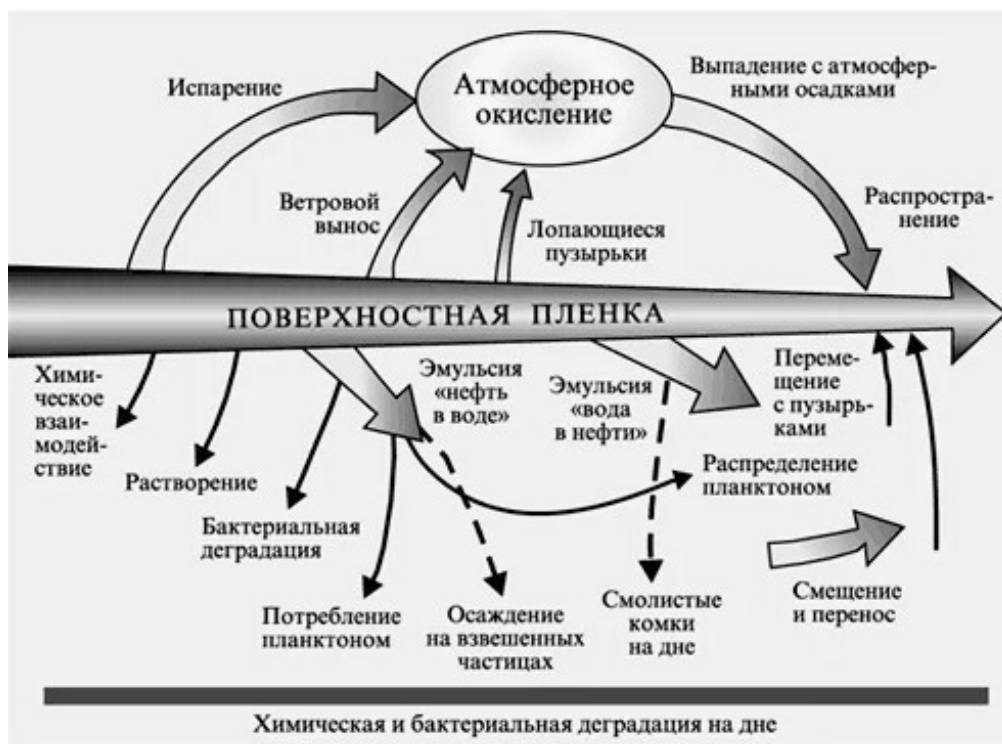 Испарение
Атмосферное
окисление
Выпадение с атмосфер-
ными осадками
Ветровой
вынос
Лопающиеся
пузырьки
Распростра-
нение
ПОВЕРХНОСТНАЯ ПЛЕНКА
Хими-
ческое
взаи-
модей-
ствие
Растворение
Бактериальная
деградация
Потребление
планктоном
Эмульсия
«нефть
в воде»
Осаждение
на взвешенных
частицах
Эмульсия
«вода
в нефти»
Смолистые
комки
на дне
Переме-
щение
с пузырь-
ками
Распределение
планктоном
Смещение
и перенос
Химическая и бактериальная деградация на дне